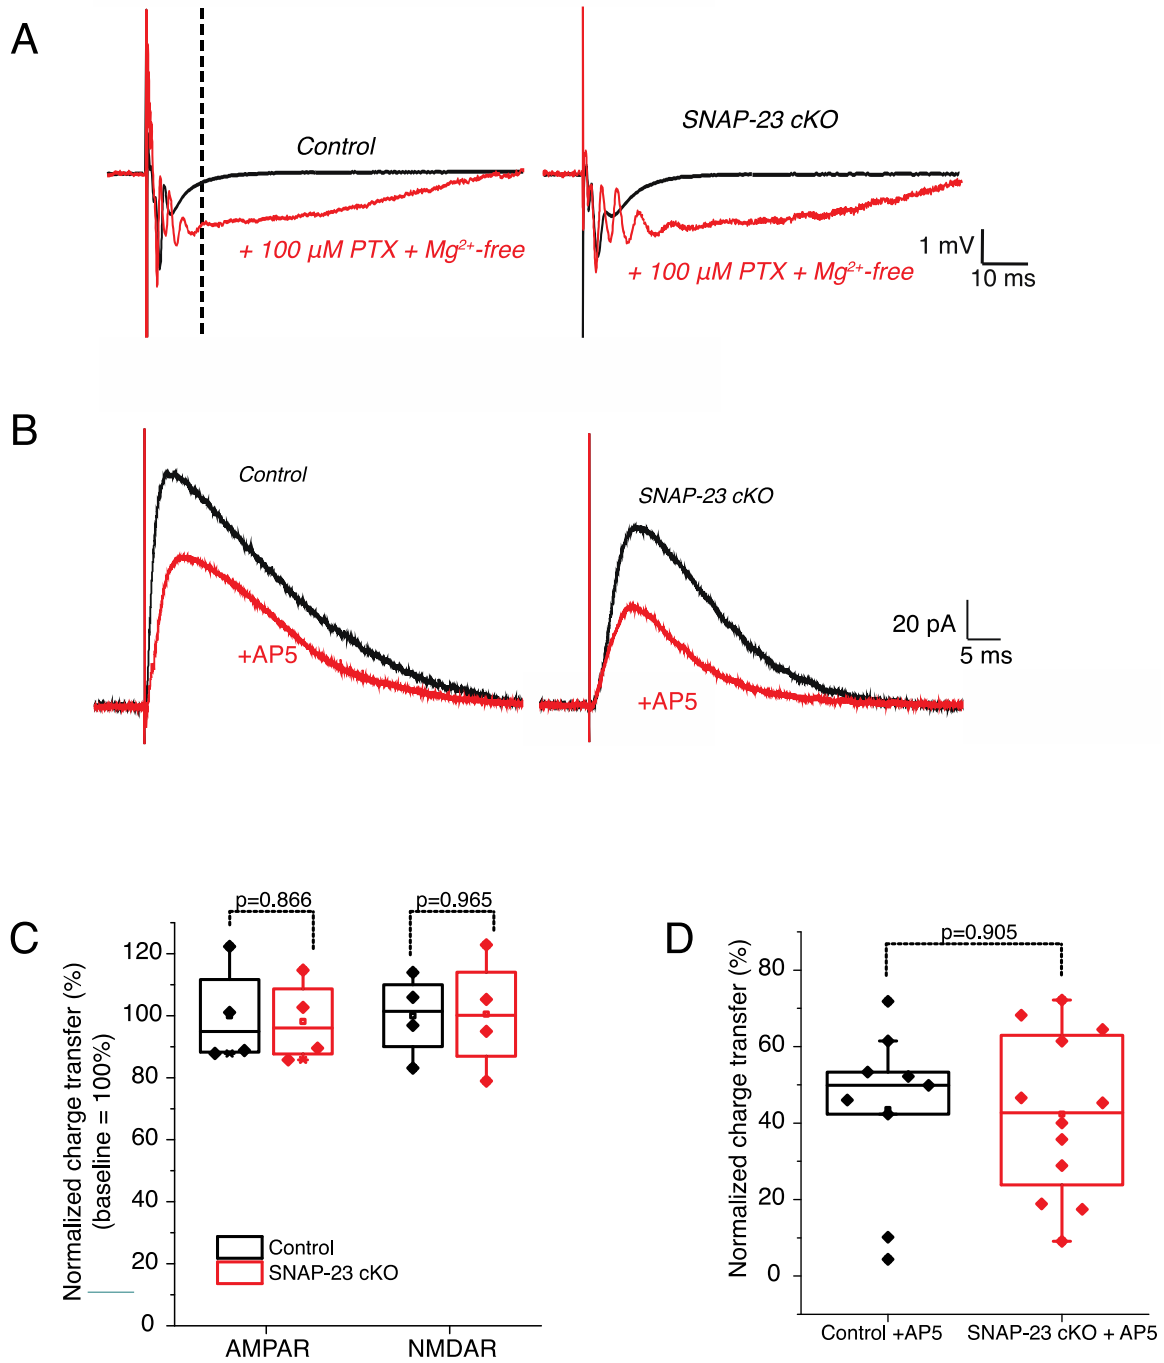 A
Control
SNAP-23 cKO
+ 100 µM PTX + Mg²⁺-free
+ 100 µM PTX + Mg²⁺-free
1 mV
10 ms
B
Control
SNAP-23 cKO
+AP5
+AP5
20 pA
5 ms
C
p=0.866
p=0.965
Normalized charge transfer (%)
(baseline = 100%)
120
100
80
60
40
20
0
Control
SNAP-23 cKO
AMPAR
NMDAR
D
p=0.905
Normalized charge transfer (%)
80
60
40
20
0
Control +AP5
SNAP-23 cKO + AP5